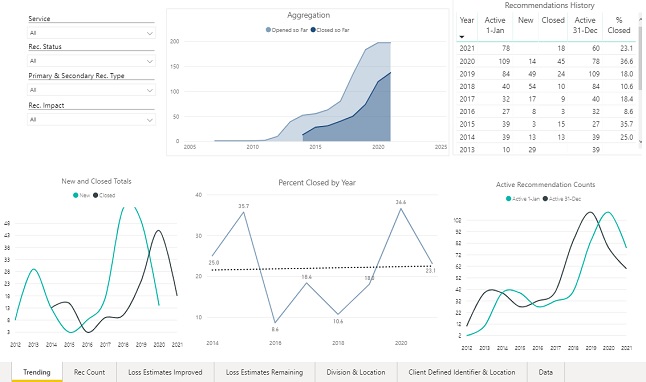 Service
All
Rec. Status
All
Primary & Secondary Rec. Type
All
Rec. Impact
All
Aggregation
Opened so Far Closed so Far
200
150
100
50
0
2005 2010 2015 2020 2025
Recommendations History
Year Active 1-Jan New Closed Active 31-Dec % Closed
2021 78 18 60 23.1
2020 109 14 45 78 36.6
2019 84 49 24 109 18.0
2018 40 54 10 84 10.6
2017 32 17 9 40 18.4
2016 27 8 3 32 8.6
2015 39 3 15 27 35.7
2014 39 13 13 39 25.0
2013 10 29 39
New and Closed Totals
New Closed
48
43
38
33
28
23
18
13
8
3
2012 2013 2014 2015 2016 2017 2018 2019 2020 2021
Percent Closed by Year
40
30
20
10
25.0
35.7
8.6
18.4
10.6
36.6
23.1
2014 2016 2018 2020
Active Recommendation Counts
Active 1-Jan Active 31-Dec
102
92
82
72
62
52
42
32
22
12
2
2012 2013 2014 2015 2016 2017 2018 2019 2020 2021
Trending Rec Count Loss Estimates Improved Loss Estimates Remaining Division & Location Client Defined Identifier & Location Data